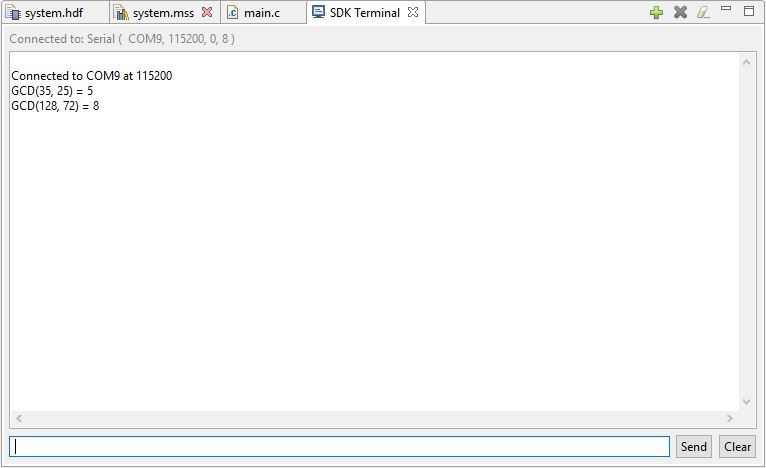 system.hdf system.mss main.c SDK Terminal
Connected to: Serial ( COM9, 115200, 0, 8 )
Connected to COM9 at 115200
GCD(35, 25) = 5
GCD(128, 72) = 8
Send Clear